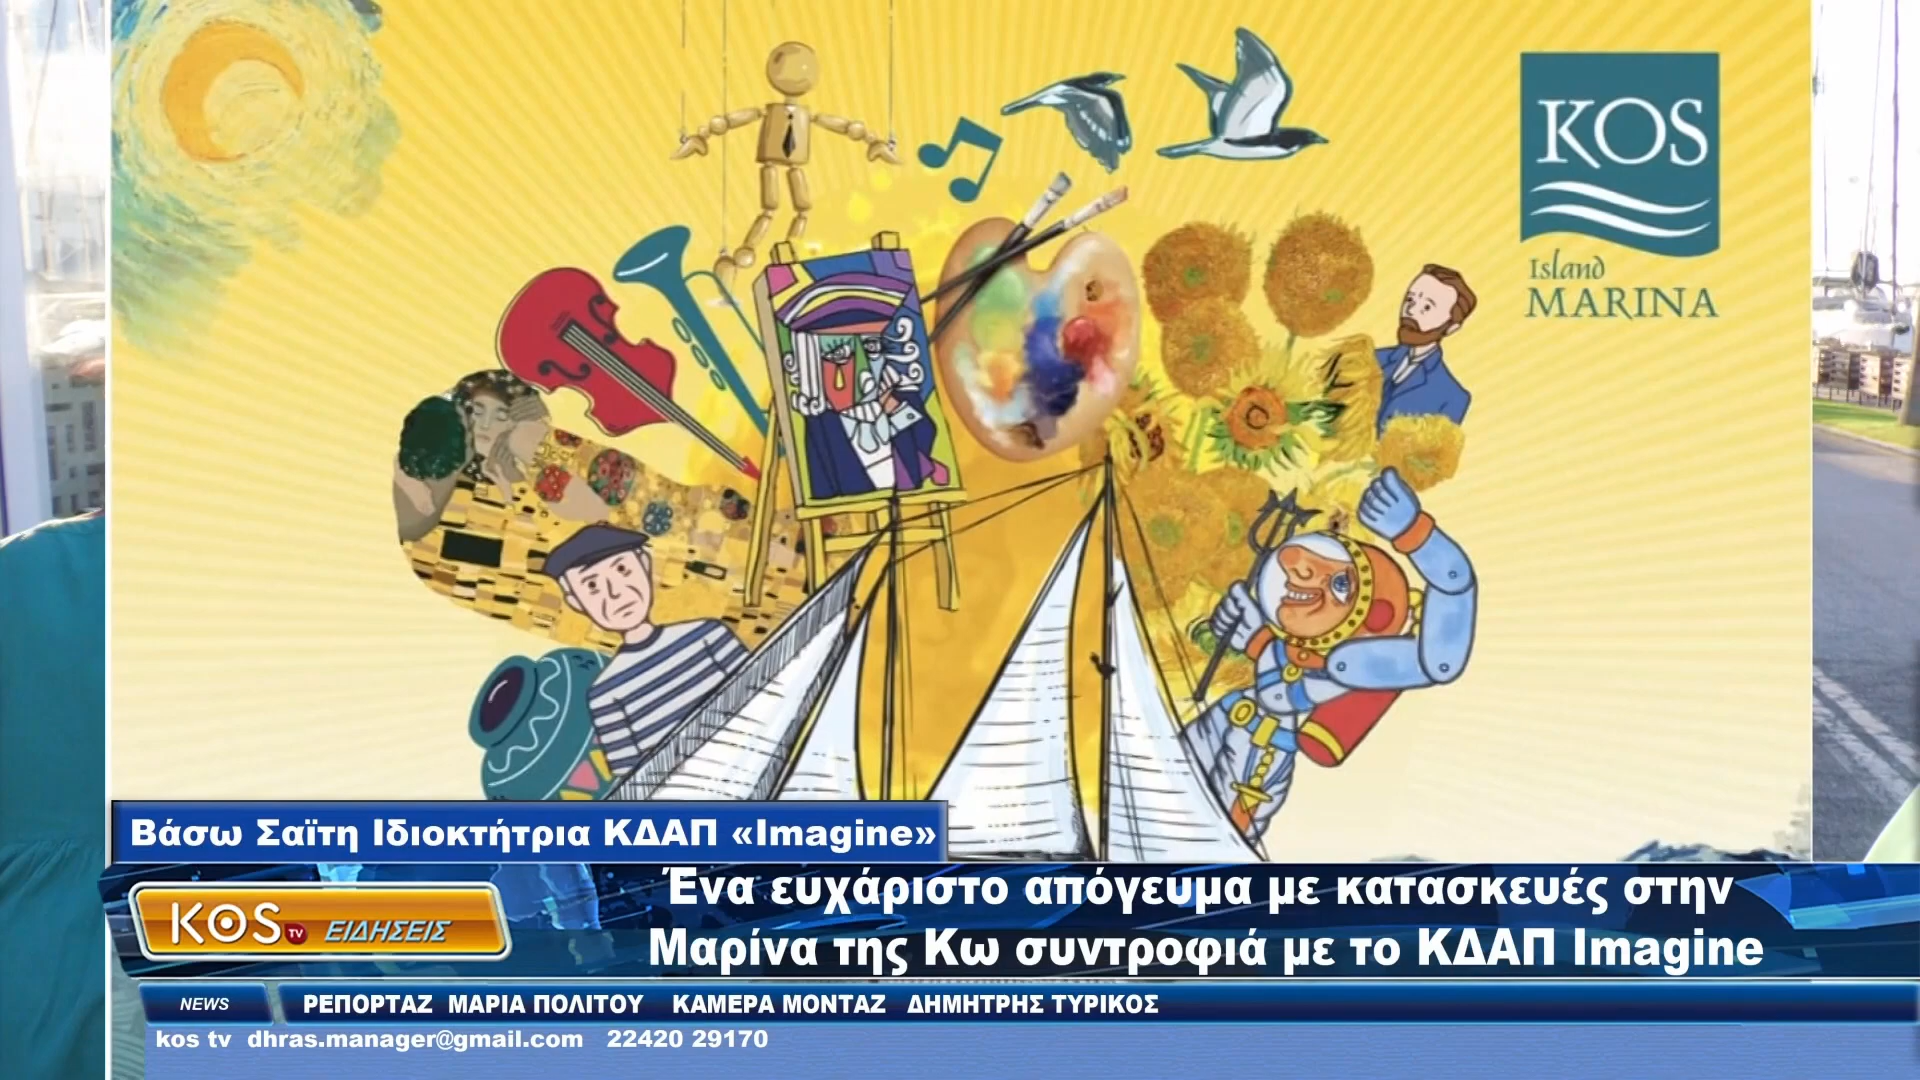 KOS
Island
MARINA
Βάσω Σαϊτη Ιδιοκτήτρια ΚΔΑΠ «Imagine»
Ένα ευχάριστο απόγευμα με κατασκευές στην
Μαρίνα της Κω συντροφιά με το ΚΔΑΠ Imagine
KOS TV ΕΙΔΗΣΕΙΣ
NEWS ΡΕΠΟΡΤΑΖ ΜΑΡΙΑ ΠΟΛΙΤΟΥ ΚΑΜΕΡΑ ΜΟΝΤΑΖ ΔΗΜΗΤΡΗΣ ΤΥΡΙΚΟΣ
kos tv dhras.manager@gmail.com 22420 29170